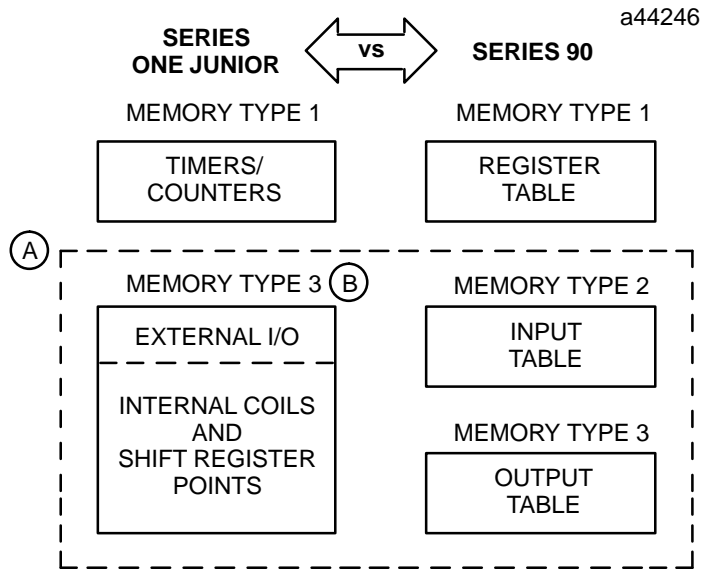 a44246
SERIES
ONE JUNIOR
vs
SERIES 90
MEMORY TYPE 1
TIMERS/
COUNTERS
MEMORY TYPE 1
REGISTER
TABLE
A
MEMORY TYPE 3
B
EXTERNAL I/O
INTERNAL COILS
AND
SHIFT REGISTER
POINTS
MEMORY TYPE 2
INPUT
TABLE
MEMORY TYPE 3
OUTPUT
TABLE